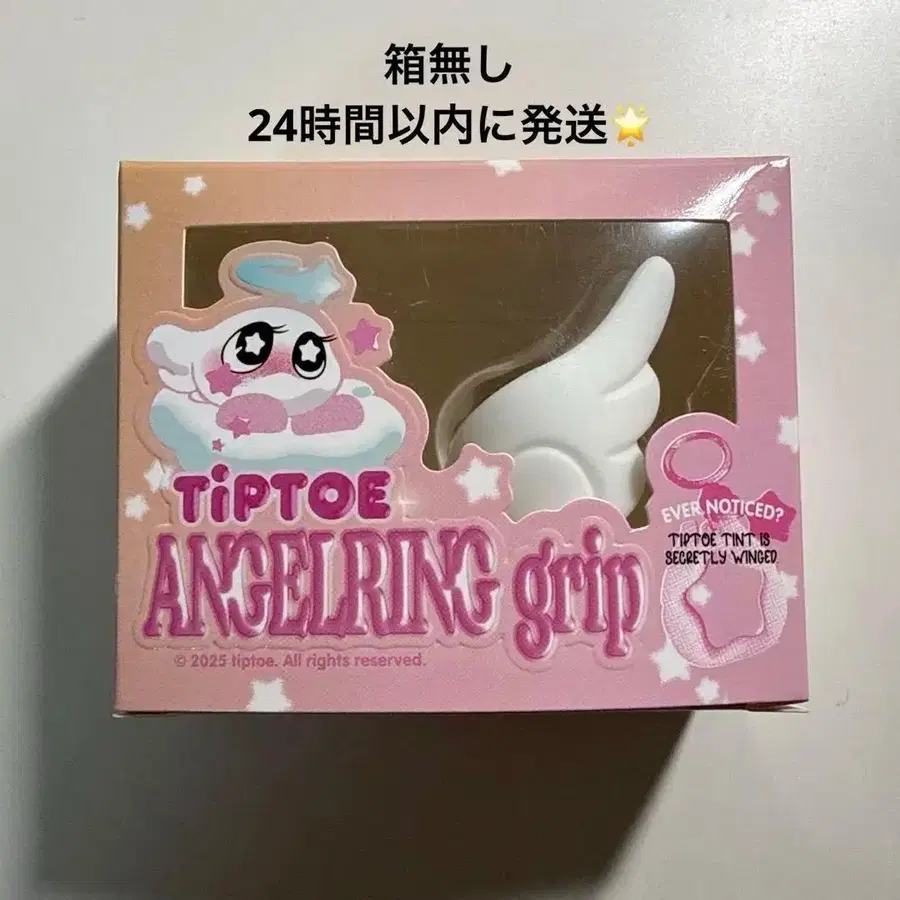 箱無し
24時間以内に発送🌟
TiPTOE
ANGELRING grip
EVER NOTICED?
TIPTOE TINT IS
SECRETLY WINGED
© 2025 tiptoe. All rights reserved.